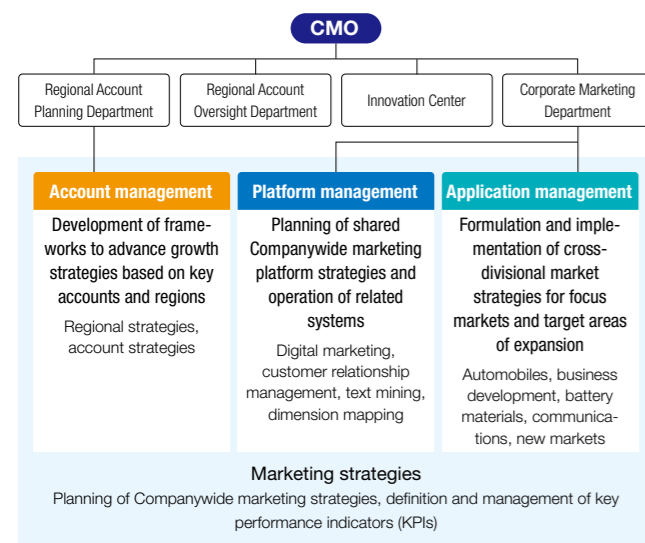 CMO
Regional Account
Planning Department
Regional Account
Oversight Department
Innovation Center
Corporate Marketing
Department
Account management
Development of frame-
works to advance growth
strategies based on key
accounts and regions
Regional strategies,
account strategies
Platform management
Planning of shared
Companywide marketing
platform strategies and
operation of related
systems
Digital marketing,
customer relationship
management, text mining,
dimension mapping
Application management
Formulation and imple-
mentation of cross-
divisional market
strategies for focus
markets and target areas
of expansion
Automobiles, business
development, battery
materials, communica-
tions, new markets
Marketing strategies
Planning of Companywide marketing strategies, definition and management of key
performance indicators (KPIs)